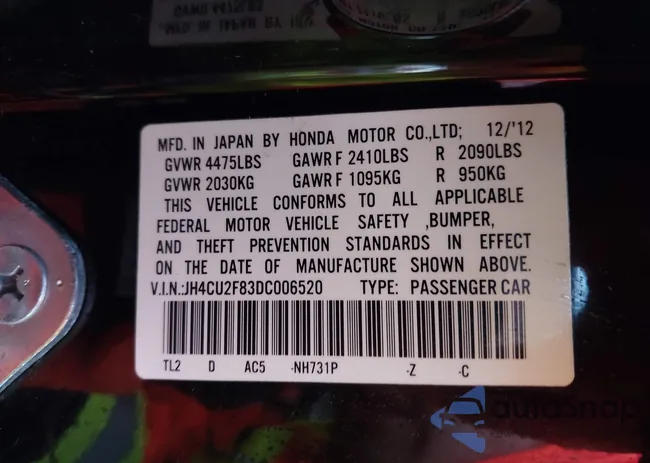 MFD. IN JAPAN BY HONDA MOTOR CO.,LTD; 12/'12
GVWR 4475LBS GAWR F 2410LBS R 2090LBS
GVWR 2030KG GAWR F 1095KG R 950KG
THIS VEHICLE CONFORMS TO ALL APPLICABLE
FEDERAL MOTOR VEHICLE SAFETY ,BUMPER,
AND THEFT PREVENTION STANDARDS IN EFFECT
ON THE DATE OF MANUFACTURE SHOWN ABOVE.
V.I.N.:JH4CU2F83DC006520 TYPE: PASSENGER CAR
TL2 D AC5 -NH731P -Z -C
autoSnap